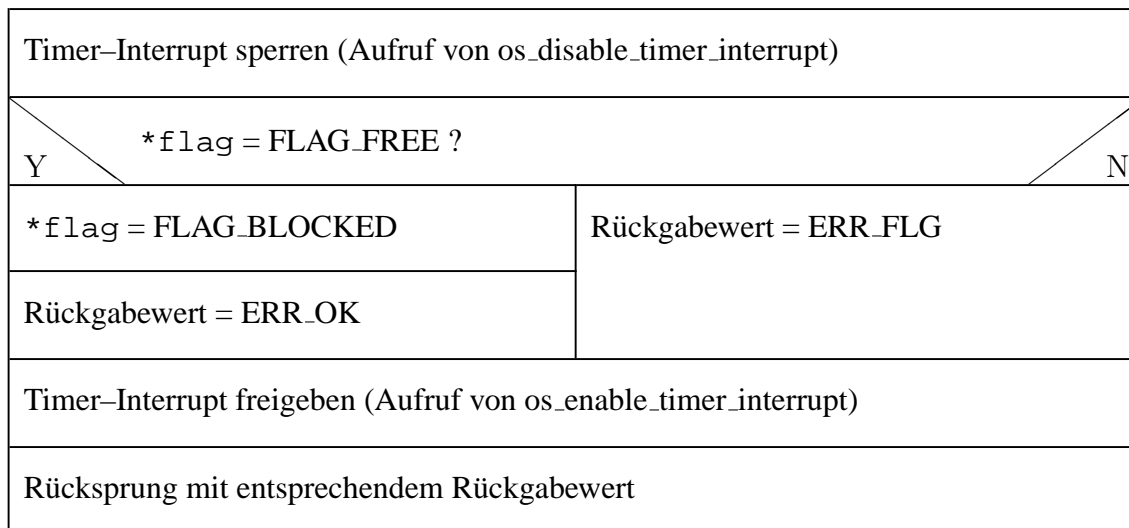 Timer–Interrupt sperren (Aufruf von os_disable_timer_interrupt)
*flag = FLAG_FREE ?
Y
N
*flag = FLAG_BLOCKED
Rückgabewert = ERR_FLG
Rückgabewert = ERR_OK
Timer–Interrupt freigeben (Aufruf von os_enable_timer_interrupt)
Rücksprung mit entsprechendem Rückgabewert